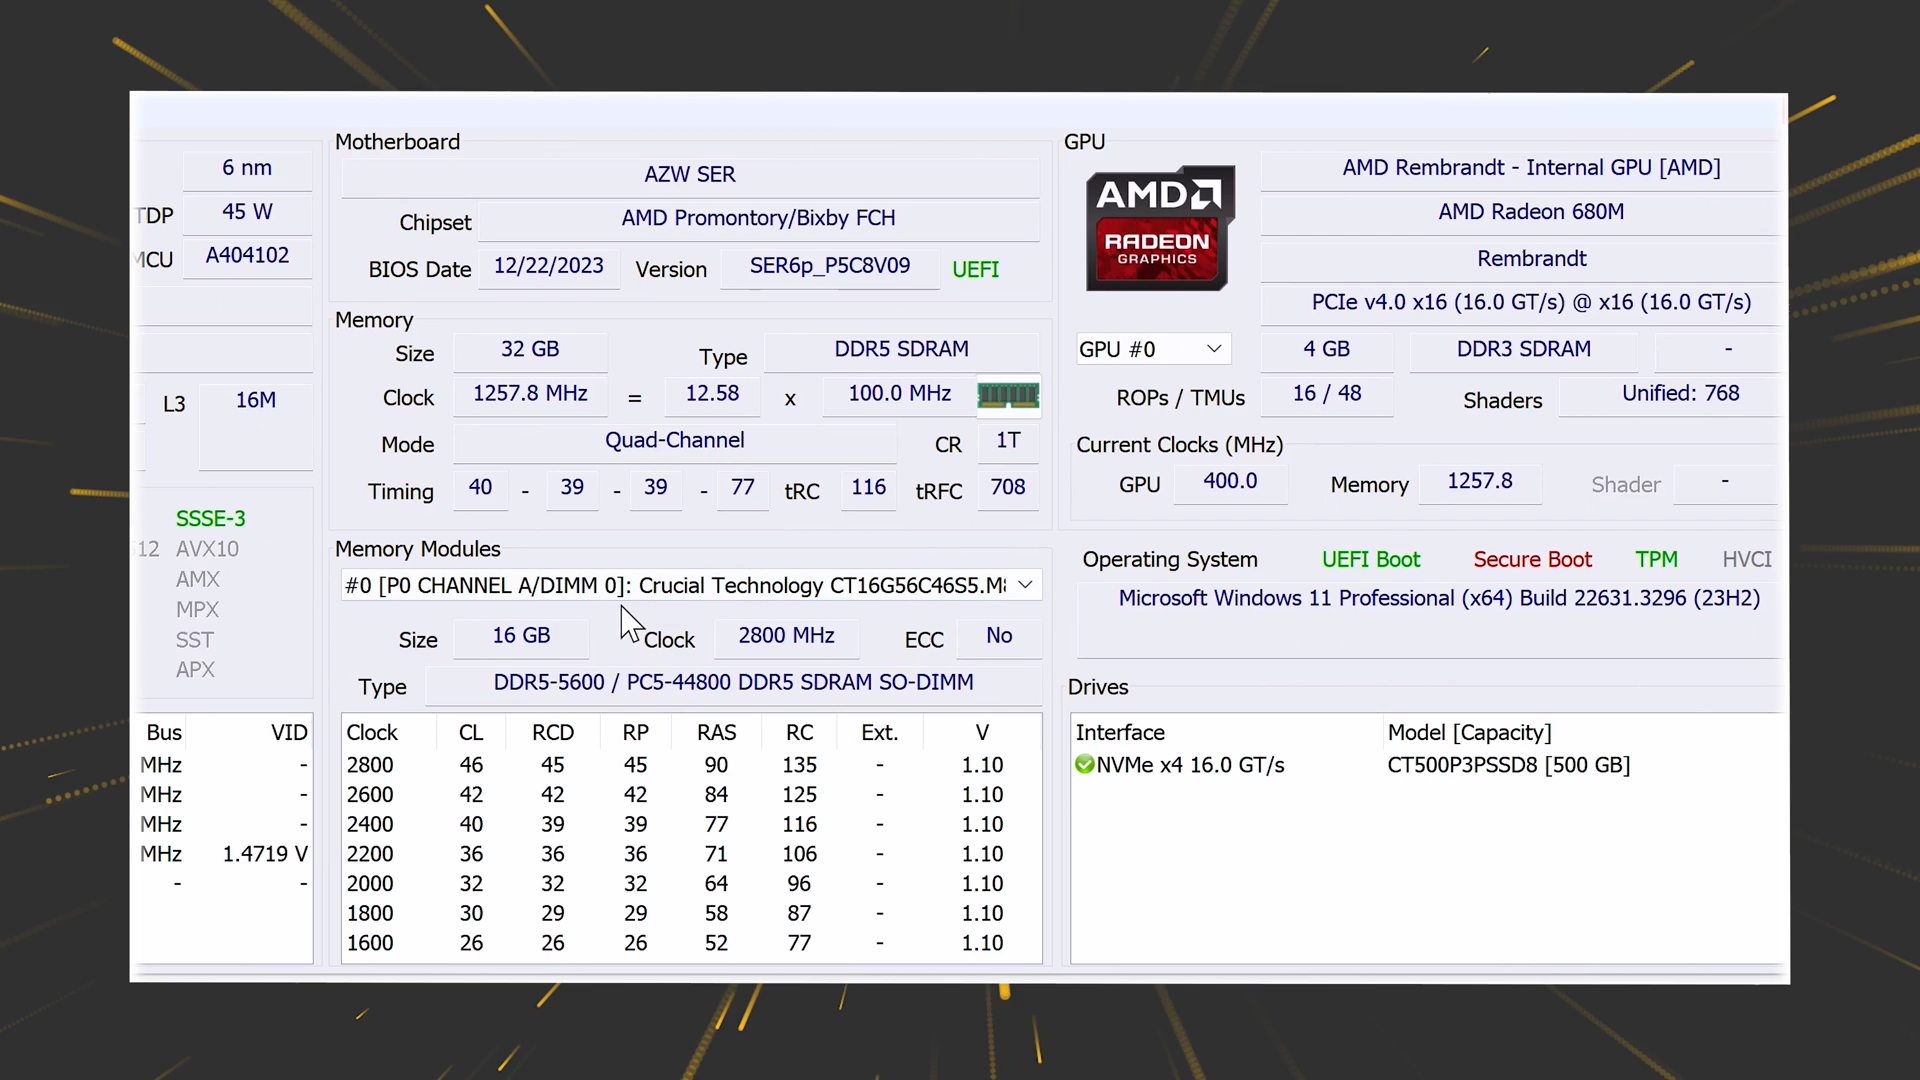 6 nm
TDP 45 W
MCU A404102
L3 16M
SSSE-3
512 AVX10
AMX
MPX
SST
APX
Bus VID
MHz -
MHz -
MHz -
MHz 1.4719 V
- -
Motherboard
AZW SER
Chipset AMD Promontory/Bixby FCH
BIOS Date 12/22/2023 Version SER6p_P5C8V09 UEFI
Memory
Size 32 GB Type DDR5 SDRAM
Clock 1257.8 MHz = 12.58 x 100.0 MHz
Mode Quad-Channel CR 1T
Timing 40 - 39 - 39 - 77 tRC 116 tRFC 708
Memory Modules
#0 [P0 CHANNEL A/DIMM 0]: Crucial Technology CT16G56C46S5.M8
Size 16 GB Clock 2800 MHz ECC No
Type DDR5-5600 / PC5-44800 DDR5 SDRAM SO-DIMM
Clock CL RCD RP RAS RC Ext. V
2800 46 45 45 90 135 - 1.10
2600 42 42 42 84 125 - 1.10
2400 40 39 39 77 116 - 1.10
2200 36 36 36 71 106 - 1.10
2000 32 32 32 64 96 - 1.10
1800 30 29 29 58 87 - 1.10
1600 26 26 26 52 77 - 1.10
GPU
AMD
RADEON
GRAPHICS
AMD Rembrandt - Internal GPU [AMD]
AMD Radeon 680M
Rembrandt
PCIe v4.0 x16 (16.0 GT/s) @ x16 (16.0 GT/s)
GPU #0 4 GB DDR3 SDRAM -
ROPs / TMUs 16 / 48 Shaders Unified: 768
Current Clocks (MHz)
GPU 400.0 Memory 1257.8 Shader -
Operating System UEFI Boot Secure Boot TPM HVCI
Microsoft Windows 11 Professional (x64) Build 22631.3296 (23H2)
Drives
Interface Model [Capacity]
NVMe x4 16.0 GT/s CT500P3PSSD8 [500 GB]